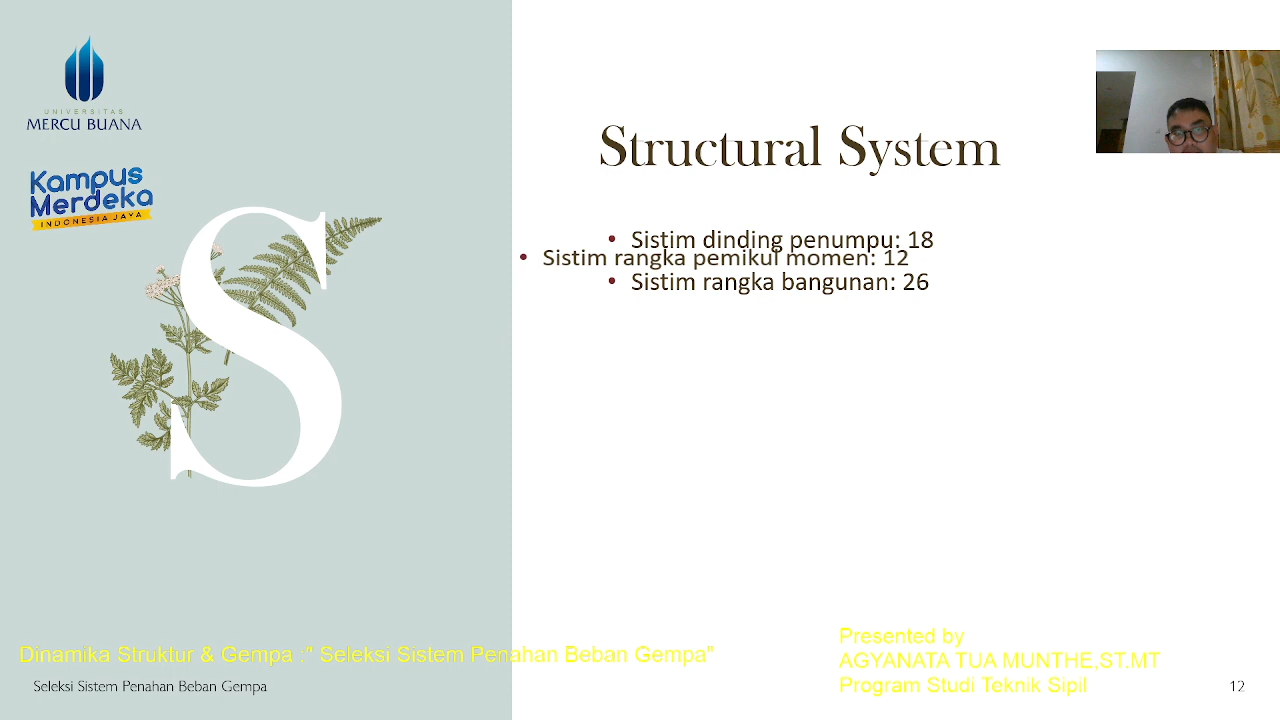 UNIVERSITAS
MERCU BUANA
Kampus
Merdeka
INDONESIA JAYA
S
Structural System
• Sistim dinding penumpu: 18
• Sistim rangka pemikul momen: 12
• Sistim rangka bangunan: 26
Dinamika Struktur & Gempa :" Seleksi Sistem Penahan Beban Gempa"
Seleksi Sistem Penahan Beban Gempa
Presented by
AGYANATA TUA MUNTHE,ST.MT
Program Studi Teknik Sipil
12